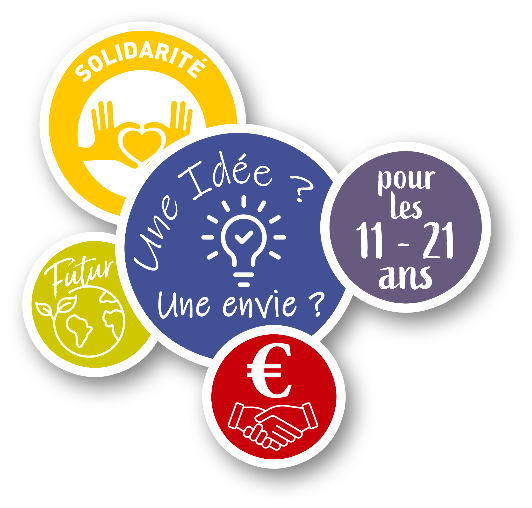 SOLIDARITÉ
Une Idée ?
Une envie ?
pour
les
11 - 21
ans
Futur
€